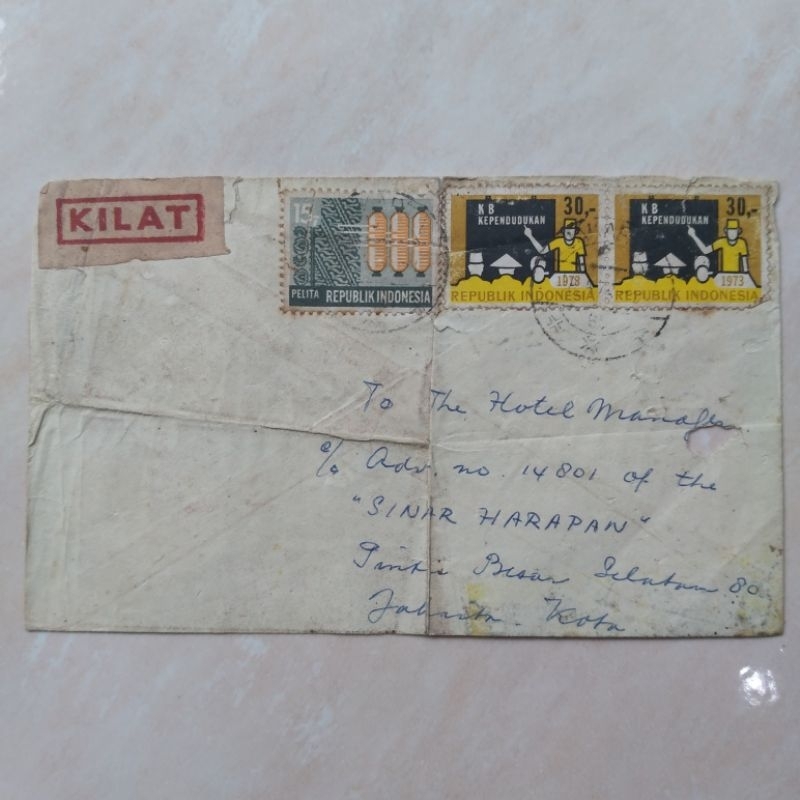 KILAT
15,-
PELITA REPUBLIK INDONESIA
KB
KEPENDUDUKAN
30,-
1973
REPUBLIK INDONESIA
KB
KEPENDUDUKAN
30,-
1973
REPUBLIK INDONESIA
To The Hotel Manager
c/o Adv. no. 14801 of the
"SINAR HARAPAN"
Pintu Besar Selatan 80
Jakarta - Kota